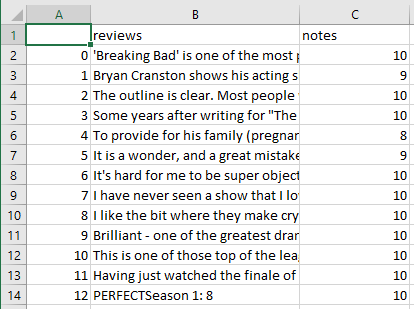 A B C
1 reviews notes
2 0 'Breaking Bad' is one of the most 10
3 1 Bryan Cranston shows his acting s 9
4 2 The outline is clear. Most people 10
5 3 Some years after writing for "The 10
6 4 To provide for his family (pregnar 8
7 5 It is a wonder, and a great mistake 9
8 6 It's hard for me to be super object 10
9 7 I have never seen a show that I lo 10
10 8 I like the bit where they make cry 10
11 9 Brilliant - one of the greatest drar 10
12 10 This is one of those top of the lea 10
13 11 Having just watched the finale of 10
14 12 PERFECTSeason 1: 8 10